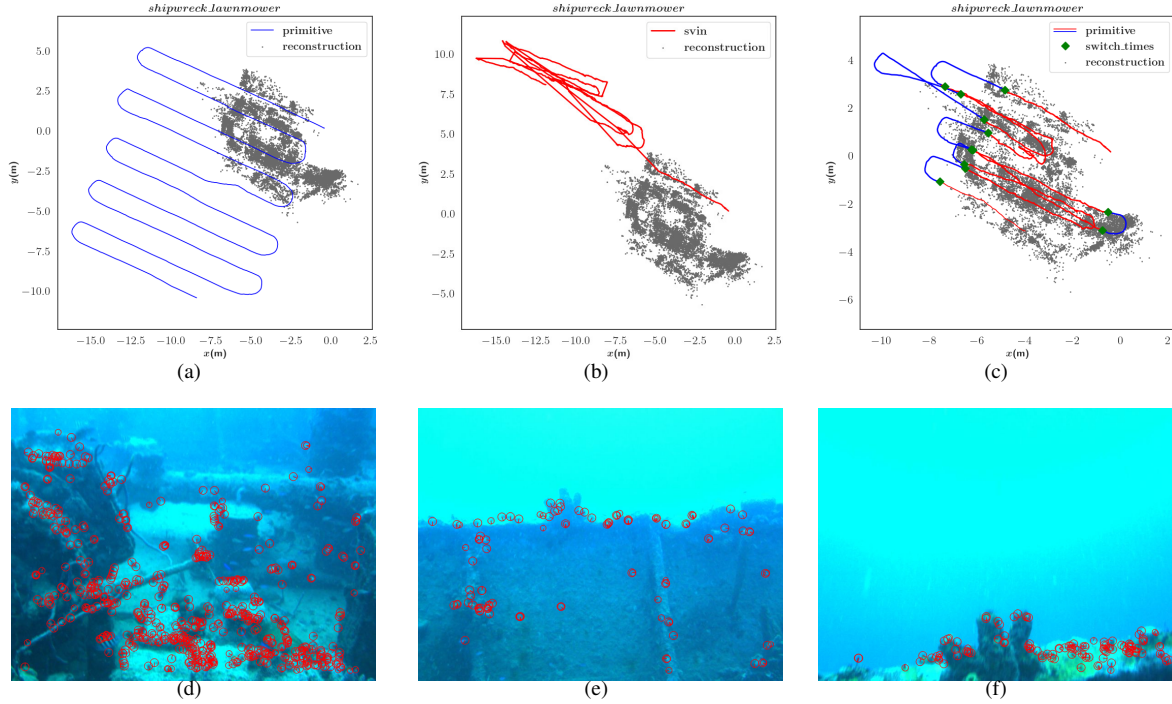 shipwreck_lawnmower
primitive
reconstruction
y(m)
5.0
2.5
0.0
−2.5
−5.0
−7.5
−10.0
−15.0 −12.5 −10.0 −7.5 −5.0 −2.5 0.0 2.5
x(m)
(a)
shipwreck_lawnmower
svin
reconstruction
y(m)
10.0
7.5
5.0
2.5
0.0
−2.5
−5.0
−15.0 −12.5 −10.0 −7.5 −5.0 −2.5 0.0 2.5
x(m)
(b)
shipwreck_lawnmower
primitive
switch_times
reconstruction
y(m)
4
2
0
−2
−4
−6
−10 −8 −6 −4 −2 0 2
x(m)
(c)
(d)
(e)
(f)